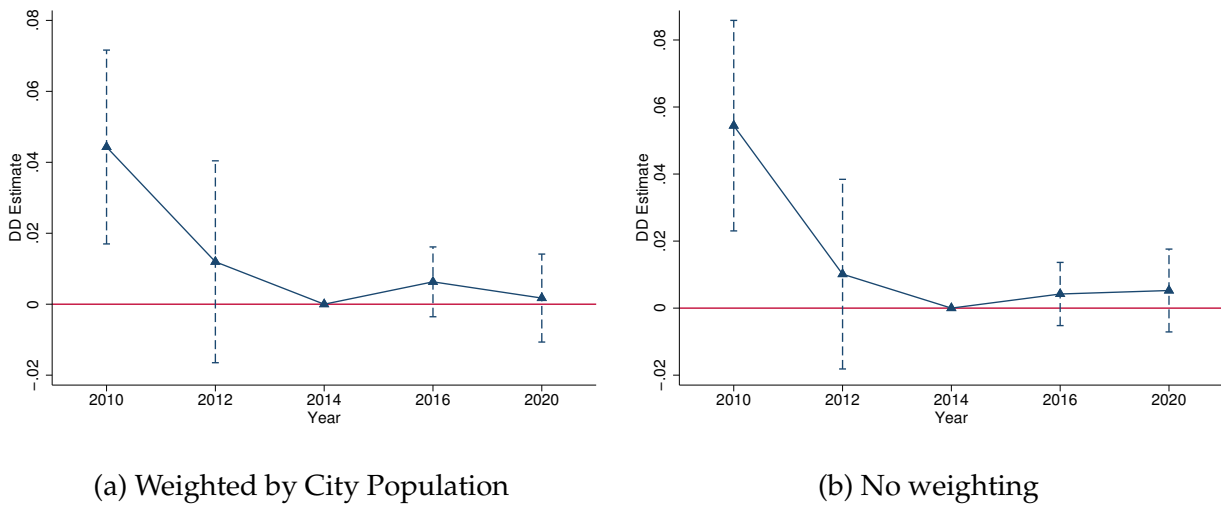 .08
.06
.04
.02
0
-.02
DD Estimate
2010 2012 2014 2016 2020
Year
(a) Weighted by City Population
.08
.06
.04
.02
0
-.02
DD Estimate
2010 2012 2014 2016 2020
Year
(b) No weighting